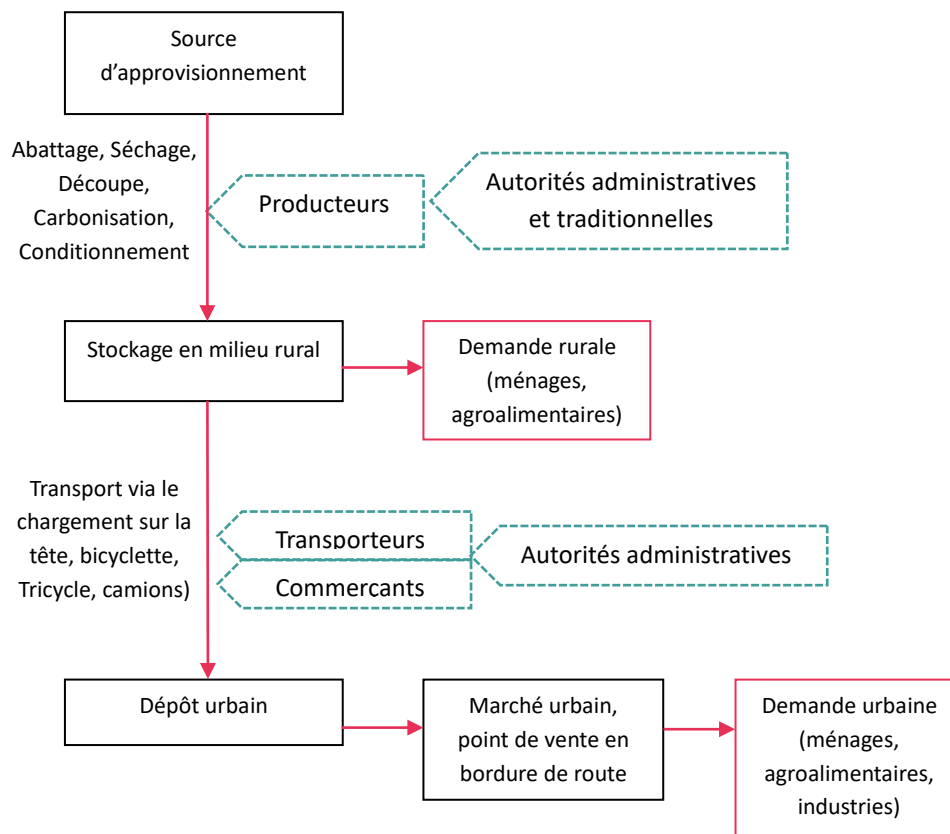 Source
d’approvisionnement
Abattage, Séchage,
Découpe,
Carbonisation,
Conditionnement
Producteurs
Autorités administratives
et traditionnelles
Stockage en milieu rural
Demande rurale
(ménages,
agroalimentaires)
Transport via le
chargement sur la
tête, bicyclette,
Tricycle, camions)
Transporteurs
Commercants
Autorités administratives
Dépôt urbain
Marché urbain,
point de vente en
bordure de route
Demande urbaine
(ménages,
agroalimentaires,
industries)